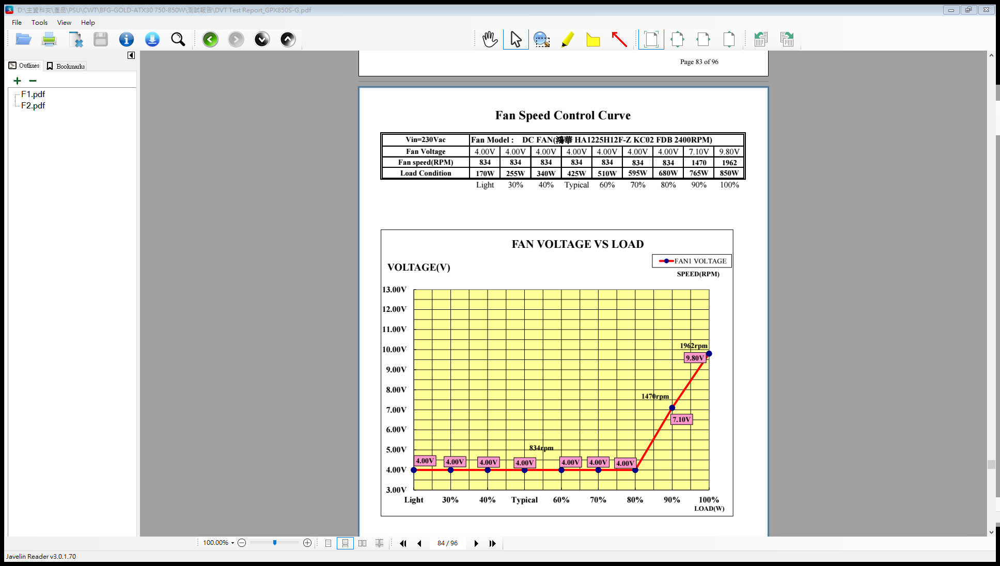 D:\主資料夾\產品\PSU\CWT\BFG-GOLD-ATX30 750-850W\測試報告\DVT Test Report_GPX850S-G.pdf
File Tools View Help
Outlines Bookmarks
F1.pdf
F2.pdf
Page 83 of 96
Fan Speed Control Curve
Vin=230Vac Fan Model : DC FAN(鴻華 HA1225H12F-Z KC02 FDB 2400RPM)
Fan Voltage 4.00V 4.00V 4.00V 4.00V 4.00V 4.00V 4.00V 7.10V 9.80V
Fan speed(RPM) 834 834 834 834 834 834 834 1470 1962
Load Condition 170W 255W 340W 425W 510W 595W 680W 765W 850W
Light 30% 40% Typical 60% 70% 80% 90% 100%
FAN VOLTAGE VS LOAD
FAN1 VOLTAGE
VOLTAGE(V)
SPEED(RPM)
13.00V
12.00V
11.00V
10.00V
9.00V
8.00V
7.00V
6.00V
5.00V
4.00V
3.00V
1962rpm
9.80V
1470rpm
7.10V
834rpm
4.00V 4.00V 4.00V 4.00V 4.00V 4.00V 4.00V
Light 30% 40% Typical 60% 70% 80% 90% 100%
LOAD(W)
100.00% 84 / 96
Javelin Reader v3.0.1.70